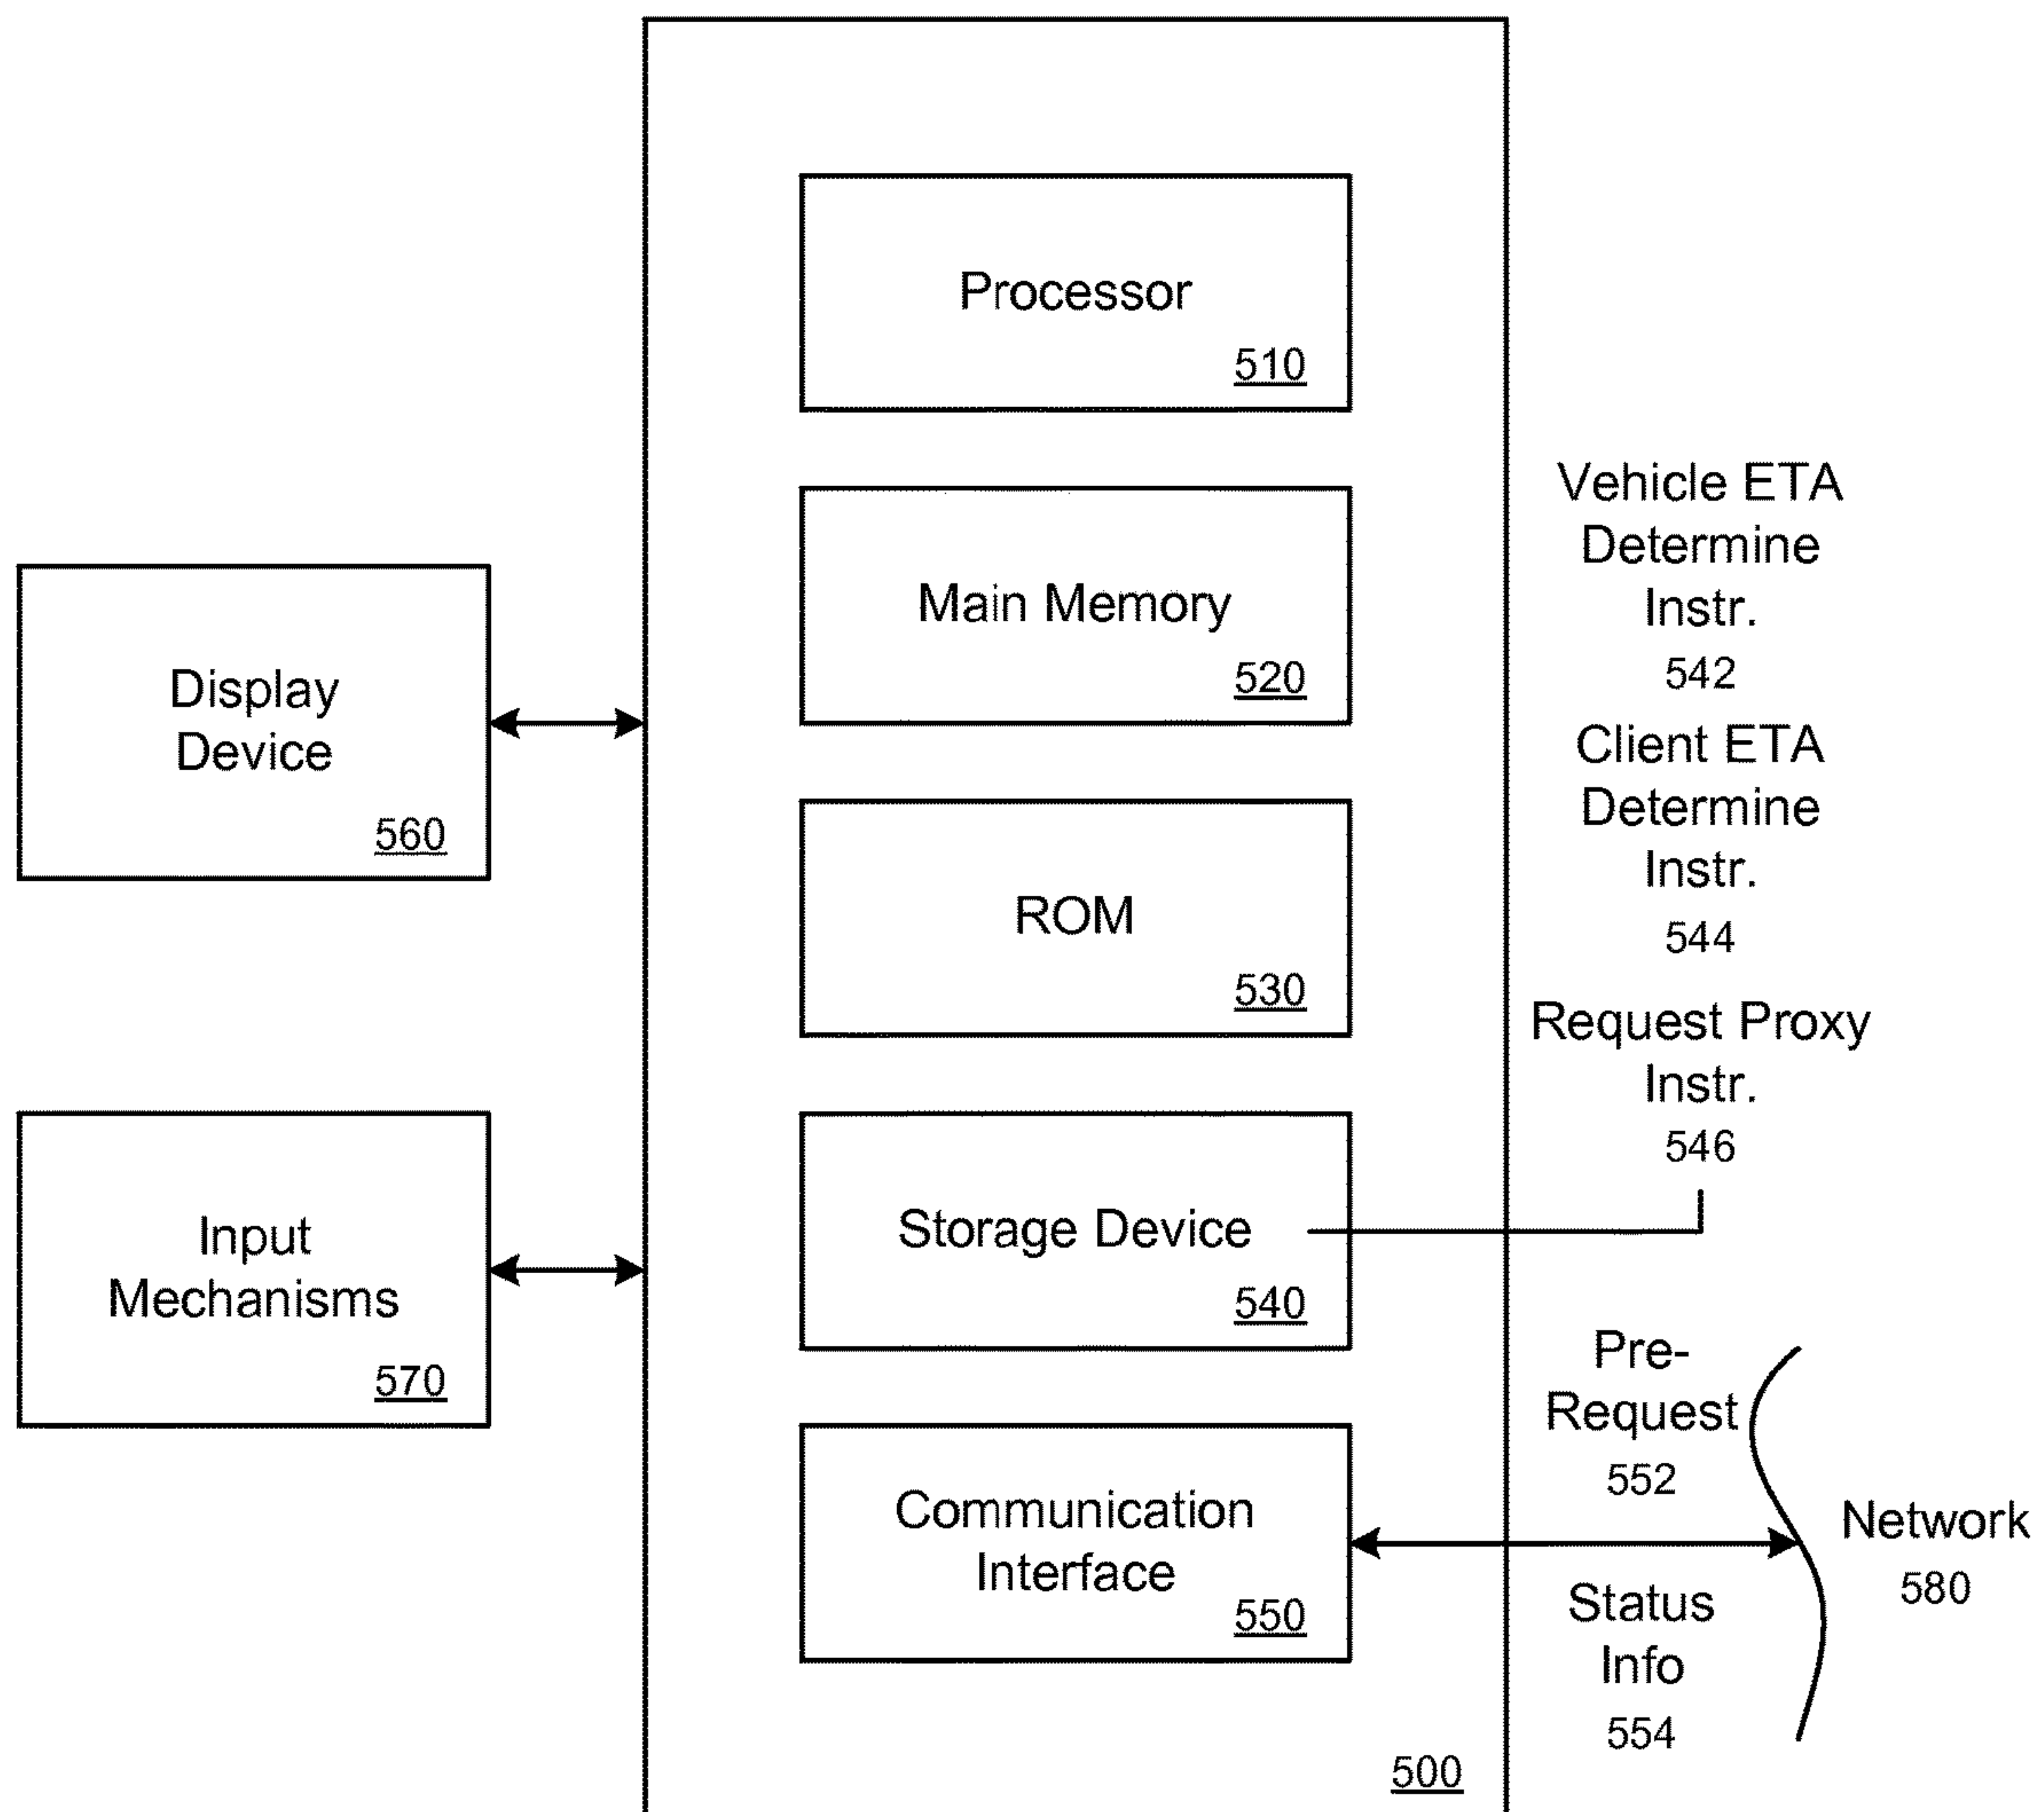 Processor
510
Main Memory
520
ROM
530
Storage Device
540
Communication
Interface
550
500
Display
Device
560
Input
Mechanisms
570
Vehicle ETA
Determine
Instr.
542
Client ETA
Determine
Instr.
544
Request Proxy
Instr.
546
Pre-
Request
552
Status
Info
554
Network
580